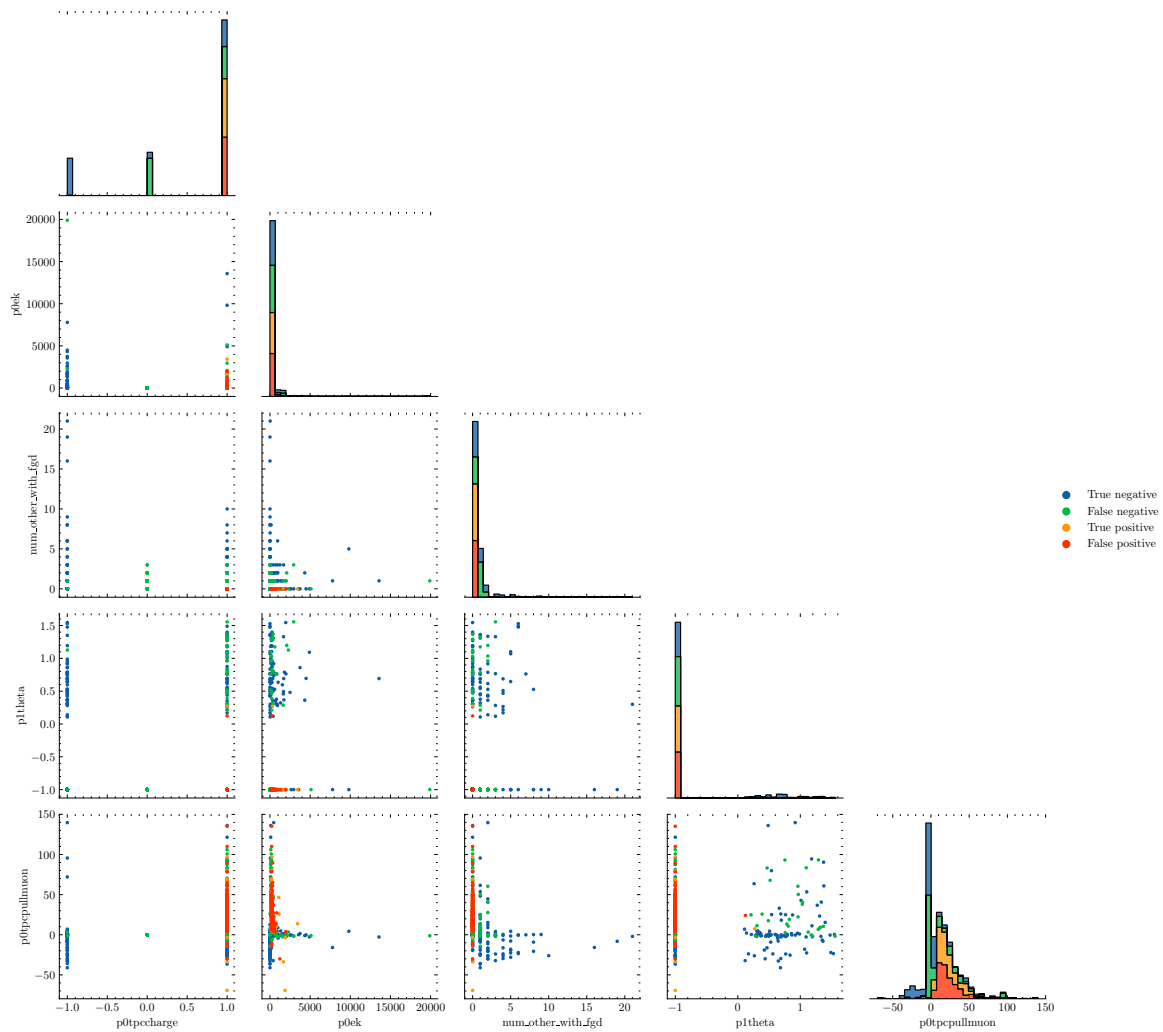 20000
15000
10000
5000
0
p0ek
20
15
10
5
0
num_other_with_fgd
True negative
False negative
True positive
False positive
1.5
1.0
0.5
0.0
−0.5
−1.0
p1theta
150
100
50
0
−50
p0tpcpullmuon
−1.0 −0.5 0.0 0.5 1.0
p0tpccharge
0 5000 10000 15000 20000
p0ek
0 5 10 15 20
num_other_with_fgd
−1 0 1
p1theta
−50 0 50 100 150
p0tpcpullmuon